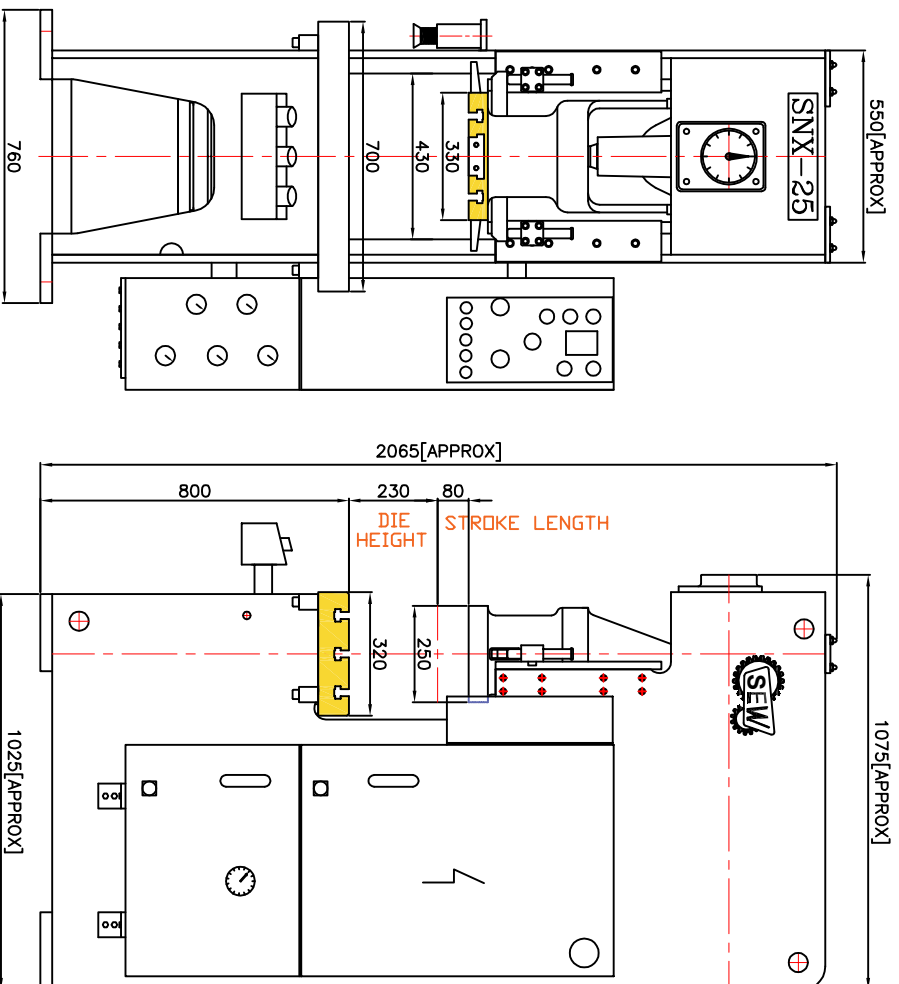 SNX-25
550[APPROX]
330
430
700
760
2065[APPROX]
800
230
80
DIE
HEIGHT
STROKE LENGTH
320
250
SEW
1075[APPROX]
1025[APPROX]